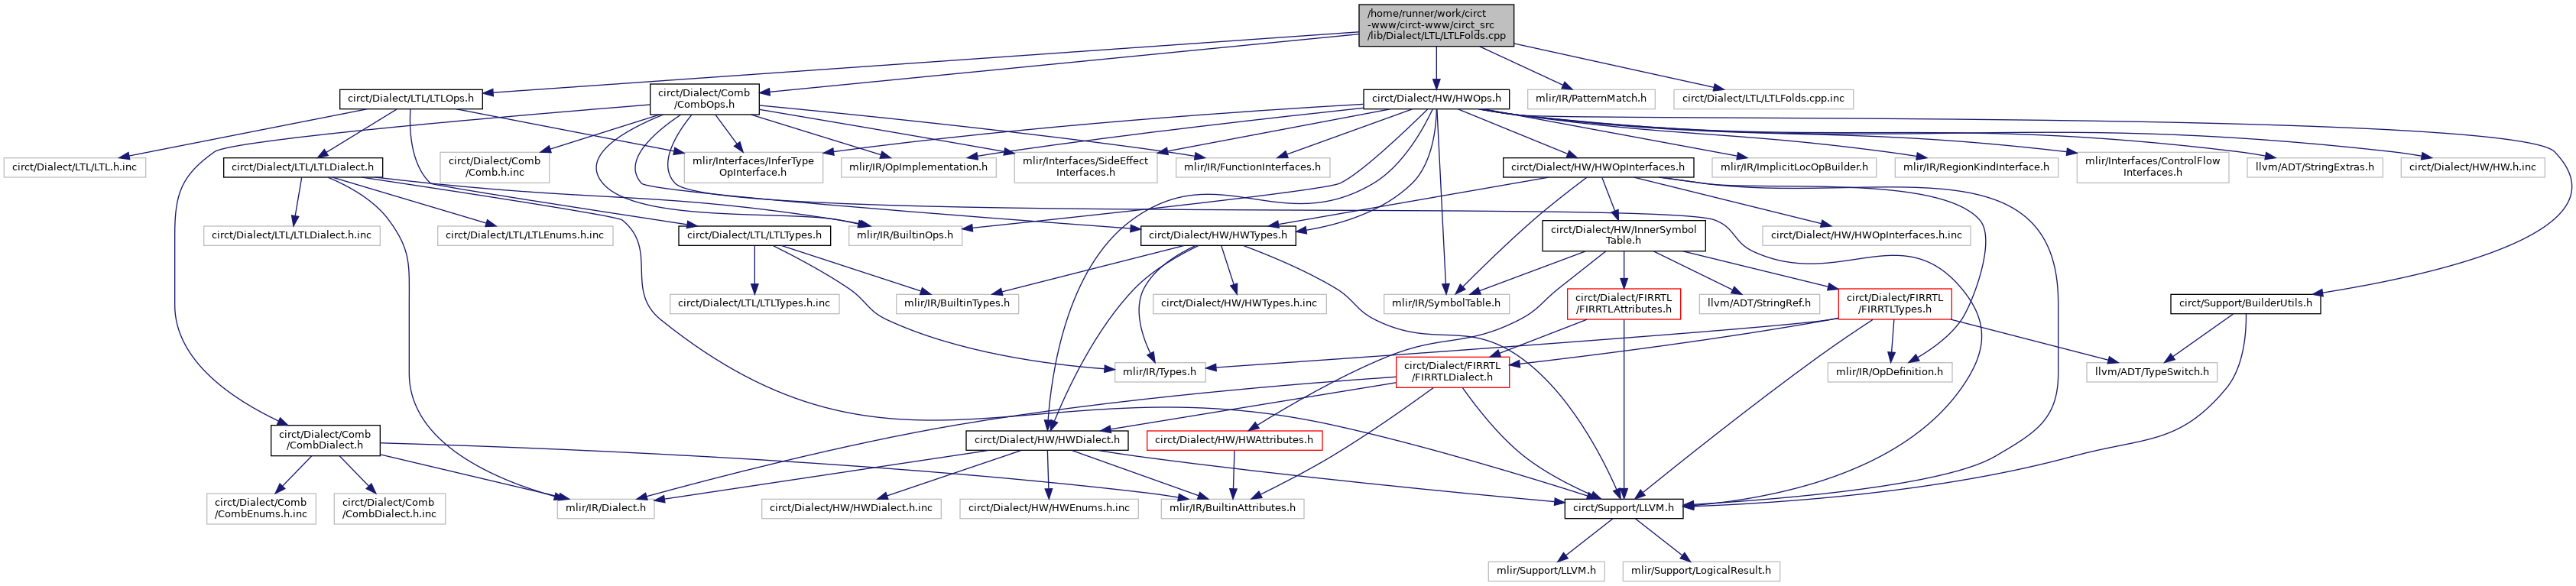 /home/runner/work/circt
-www/circt-www/circt_src
/lib/Dialect/LTL/LTLFolds.cpp
circt/Dialect/LTL/LTLOps.h
circt/Dialect/Comb
/CombOps.h
circt/Dialect/HW/HWOps.h
mlir/IR/PatternMatch.h
circt/Dialect/LTL/LTLFolds.cpp.inc
circt/Dialect/LTL/LTL.h.inc
circt/Dialect/LTL/LTLDialect.h
circt/Dialect/Comb
/Comb.h.inc
mlir/Interfaces/InferType
OpInterface.h
mlir/IR/OpImplementation.h
mlir/Interfaces/SideEffect
Interfaces.h
mlir/IR/FunctionInterfaces.h
circt/Dialect/HW/HWOpInterfaces.h
mlir/IR/ImplicitLocOpBuilder.h
mlir/IR/RegionKindInterface.h
mlir/Interfaces/ControlFlow
Interfaces.h
llvm/ADT/StringExtras.h
circt/Dialect/HW/HW.h.inc
circt/Dialect/LTL/LTLDialect.h.inc
circt/Dialect/LTL/LTLEnums.h.inc
circt/Dialect/LTL/LTLTypes.h
mlir/IR/BuiltinOps.h
circt/Dialect/HW/HWTypes.h
circt/Dialect/HW/InnerSymbol
Table.h
circt/Dialect/HW/HWOpInterfaces.h.inc
circt/Dialect/LTL/LTLTypes.h.inc
mlir/IR/BuiltinTypes.h
circt/Dialect/HW/HWTypes.h.inc
mlir/IR/SymbolTable.h
circt/Dialect/FIRRTL
/FIRRTLAttributes.h
llvm/ADT/StringRef.h
circt/Dialect/FIRRTL
/FIRRTLTypes.h
circt/Support/BuilderUtils.h
mlir/IR/Types.h
circt/Dialect/FIRRTL
/FIRRTLDialect.h
mlir/IR/OpDefinition.h
llvm/ADT/TypeSwitch.h
circt/Dialect/Comb
/CombDialect.h
circt/Dialect/HW/HWDialect.h
circt/Dialect/HW/HWAttributes.h
circt/Dialect/Comb
/CombEnums.h.inc
circt/Dialect/Comb
/CombDialect.h.inc
mlir/IR/Dialect.h
circt/Dialect/HW/HWDialect.h.inc
circt/Dialect/HW/HWEnums.h.inc
mlir/IR/BuiltinAttributes.h
circt/Support/LLVM.h
mlir/Support/LLVM.h
mlir/Support/LogicalResult.h